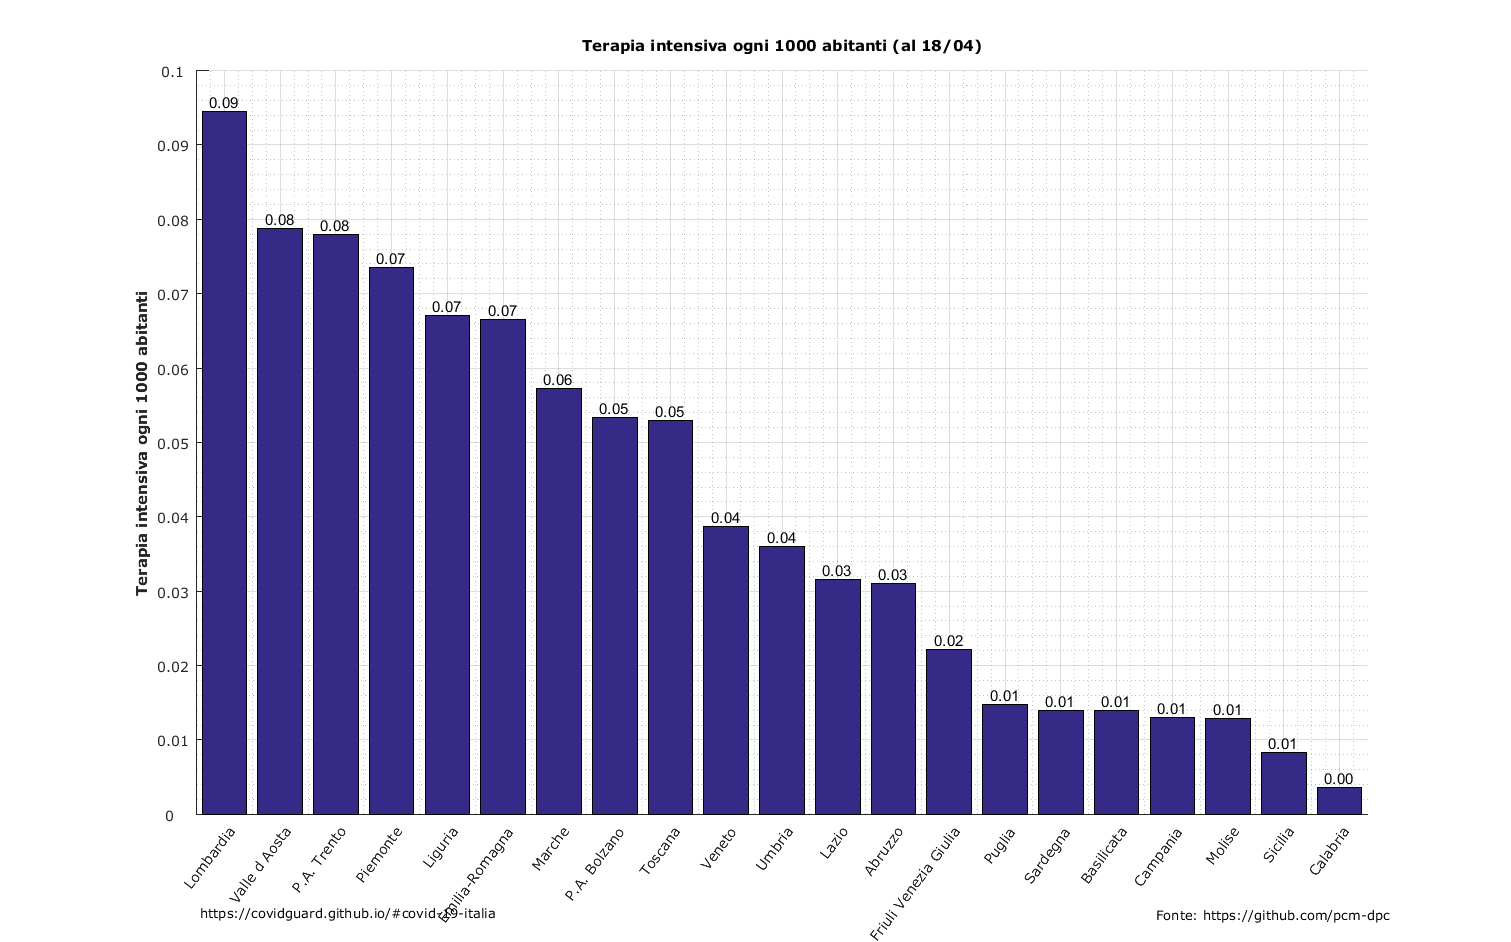 Terapia intensiva ogni 1000 abitanti (al 18/04)
Terapia intensiva ogni 1000 abitanti
0.1
0.09
0.08
0.07
0.06
0.05
0.04
0.03
0.02
0.01
0
0.09
0.08
0.08
0.07
0.07
0.07
0.06
0.05
0.05
0.04
0.04
0.03
0.03
0.02
0.01
0.01
0.01
0.01
0.01
0.01
0.00
Lombardia
Valle d Aosta
P.A. Trento
Piemonte
Liguria
Emilia-Romagna
Marche
P.A. Bolzano
Toscana
Veneto
Umbria
Lazio
Abruzzo
Friuli Venezia Giulia
Puglia
Sardegna
Basilicata
Campania
Molise
Sicilia
Calabria
https://covidguard.github.io/#covid-19-italia
Fonte: https://github.com/pcm-dpc